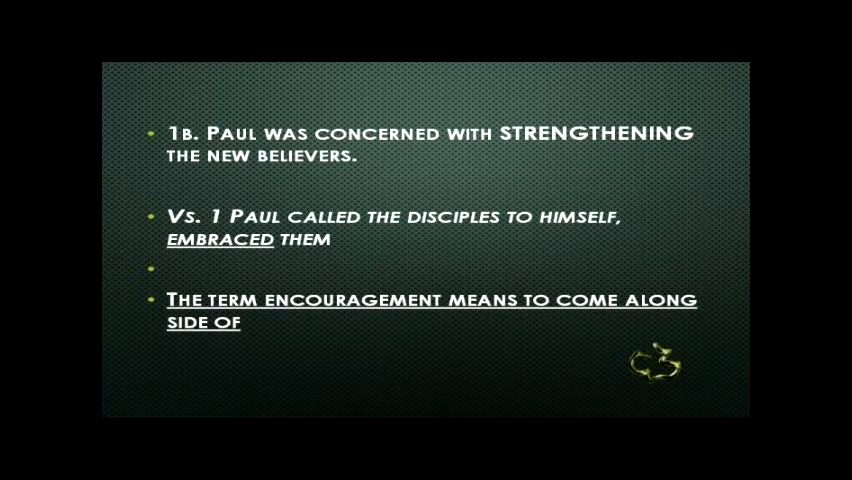 • 1B. PAUL WAS CONCERNED WITH STRENGTHENING
THE NEW BELIEVERS.
• VS. 1 PAUL CALLED THE DISCIPLES TO HIMSELF,
EMBRACED THEM
•
• THE TERM ENCOURAGEMENT MEANS TO COME ALONG
SIDE OF